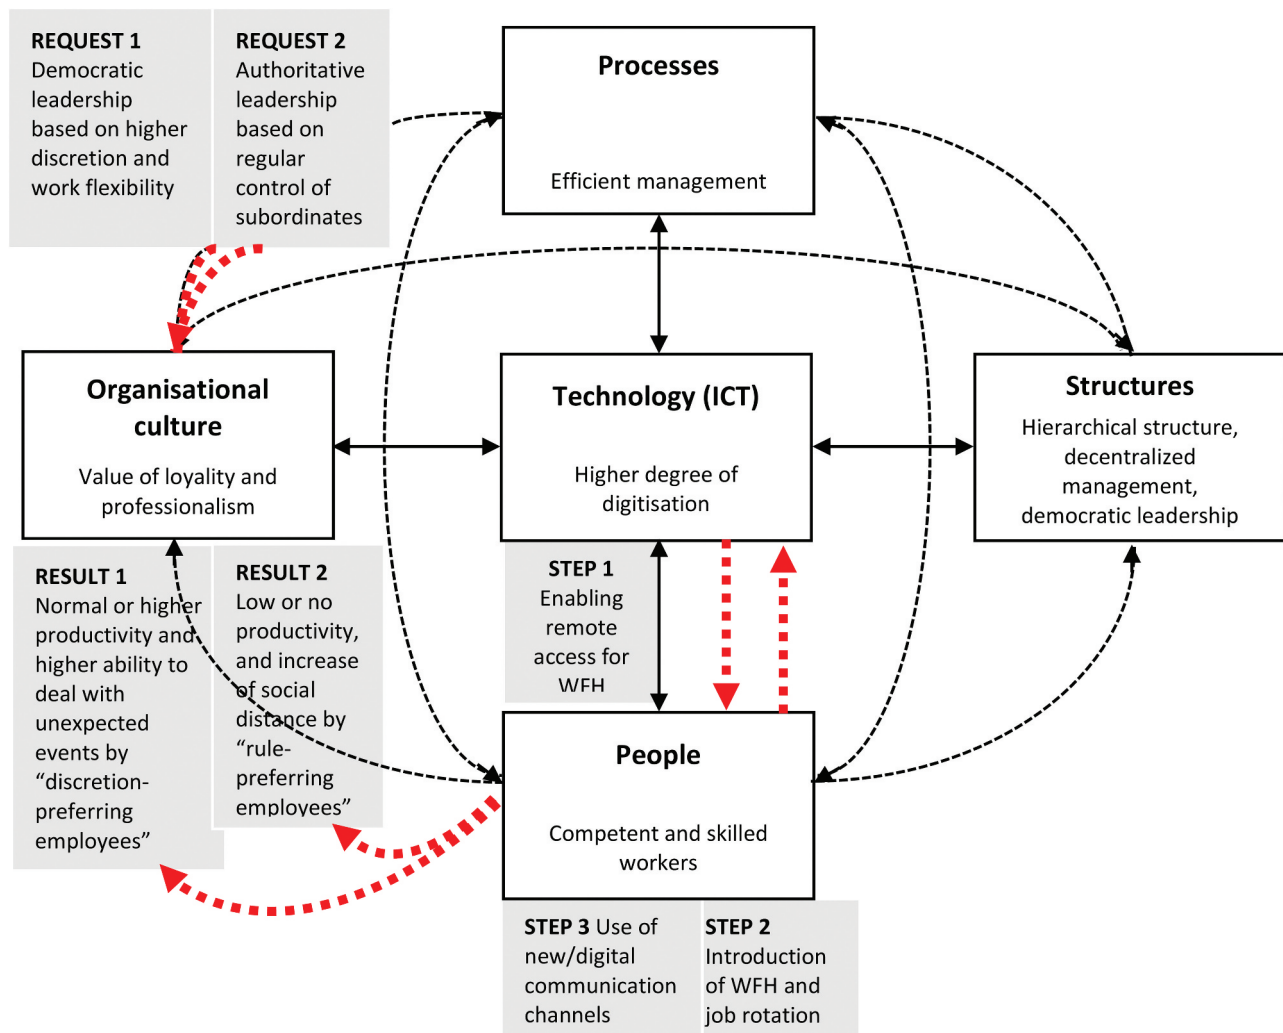 REQUEST 1
Democratic
leadership
based on higher
discretion and
work flexibility
REQUEST 2
Authoritative
leadership
based on
regular
control of
subordinates
Processes
Efficient management
Organisational
culture
Value of loyality and
professionalism
Technology (ICT)
Higher degree of
digitisation
Structures
Hierarchical structure,
decentralized
management,
democratic leadership
RESULT 1
Normal or higher
productivity and
higher ability to
deal with
unexpected
events by
“discretion-
preferring
employees”
RESULT 2
Low or no
productivity,
and increase
of social
distance by
“rule-
preferring
employees”
STEP 1
Enabling
remote
access for
WFH
People
Competent and skilled
workers
STEP 3 Use of
new/digital
communication
channels
STEP 2
Introduction
of WFH and
job rotation